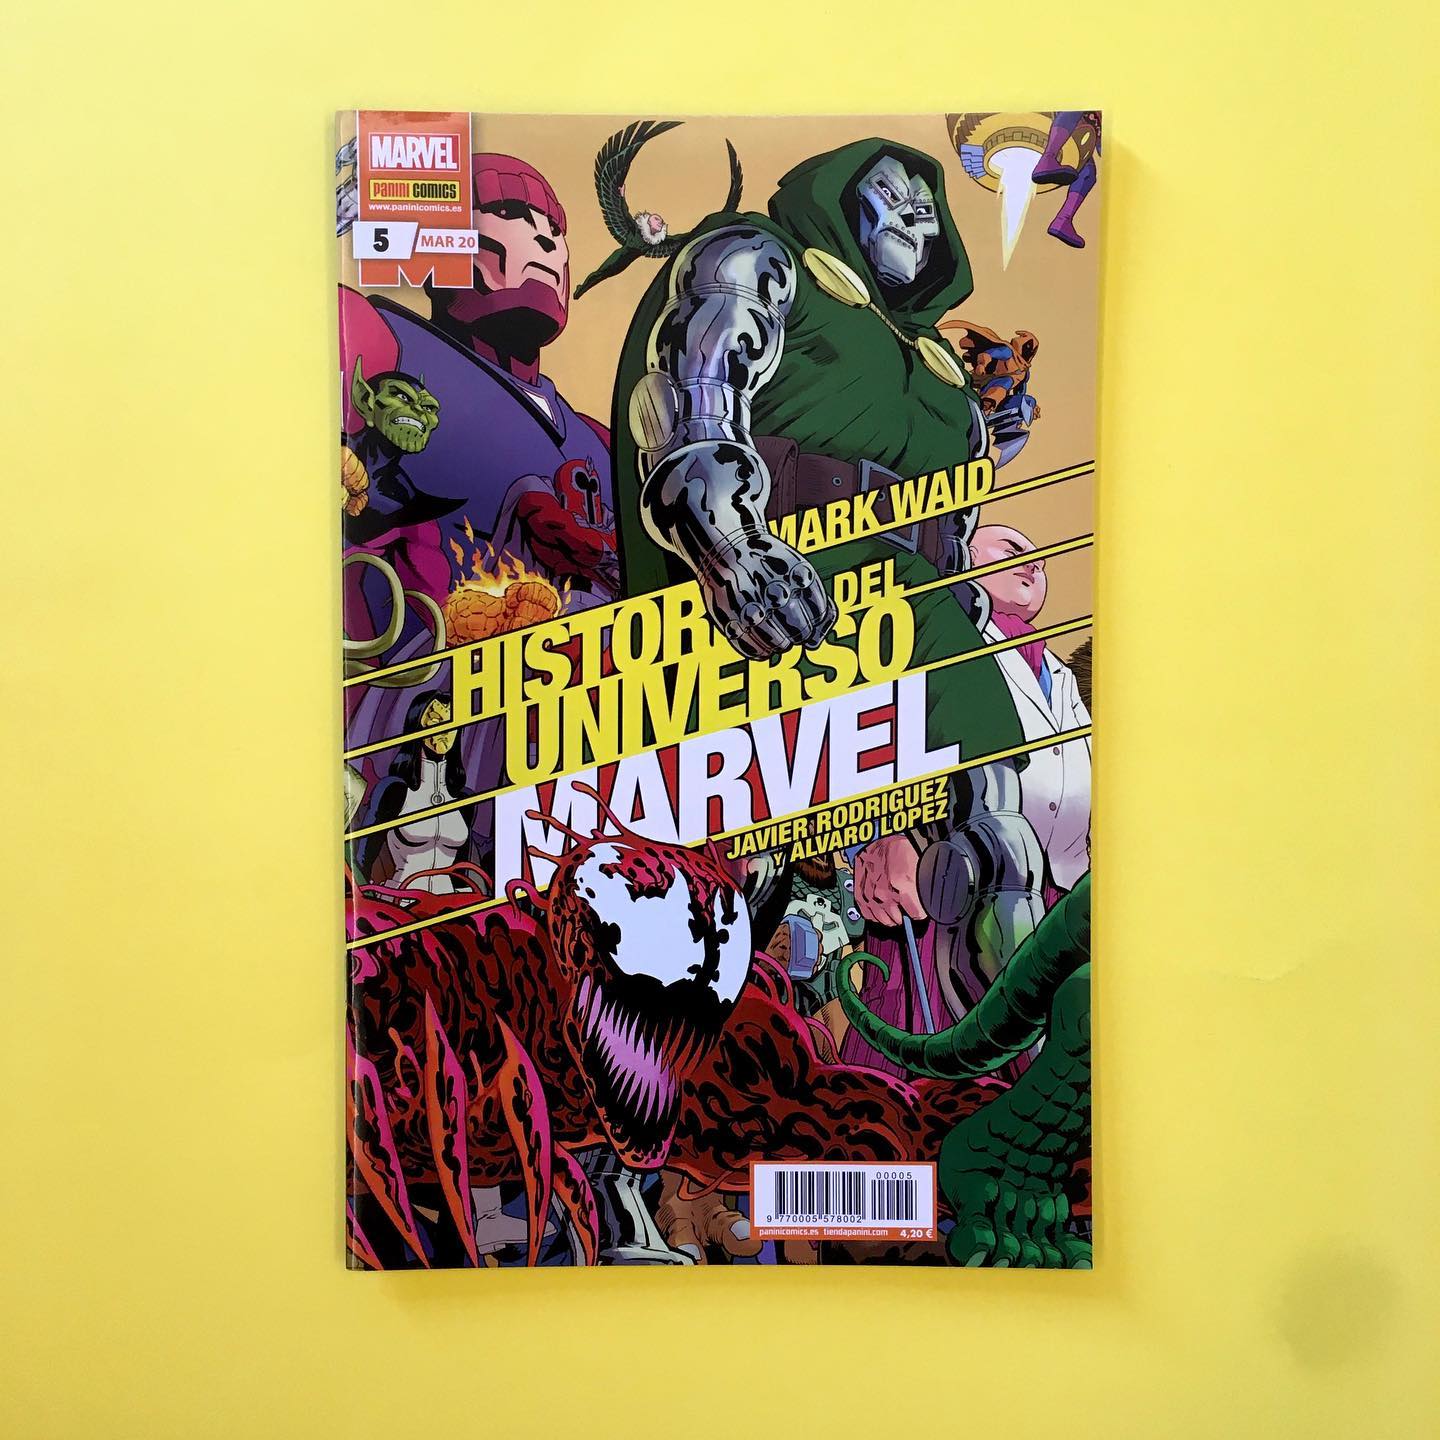 MARVEL
PANINI COMICS
www.paninicomics.es
5 MAR 20
MARK WAID
HISTORI DEL
UNIVERSO
MARVEL
JAVIER RODRIGUEZ
Y ALVARO LOPEZ
00005
9 770005 578002
paninicomics.es tiendapanini.com 4,20 €